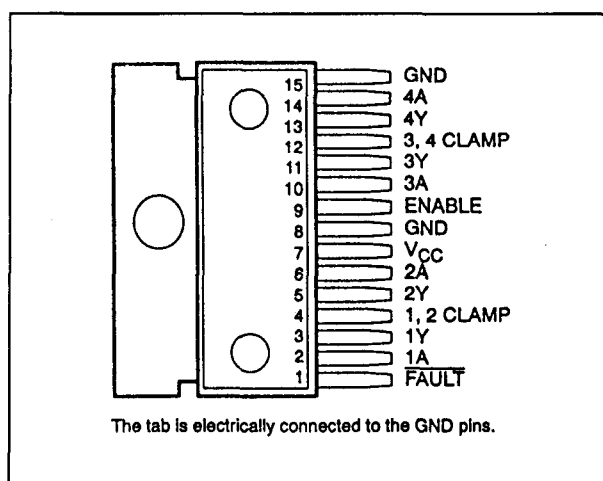 15 GND
14 4A
13 4Y
12 3, 4 CLAMP
11 3Y
10 3A
9 ENABLE
8 GND
7 VCC
6 2A
5 2Y
4 1, 2 CLAMP
3 1Y
2 1A
1 FAULT
The tab is electrically connected to the GND pins.